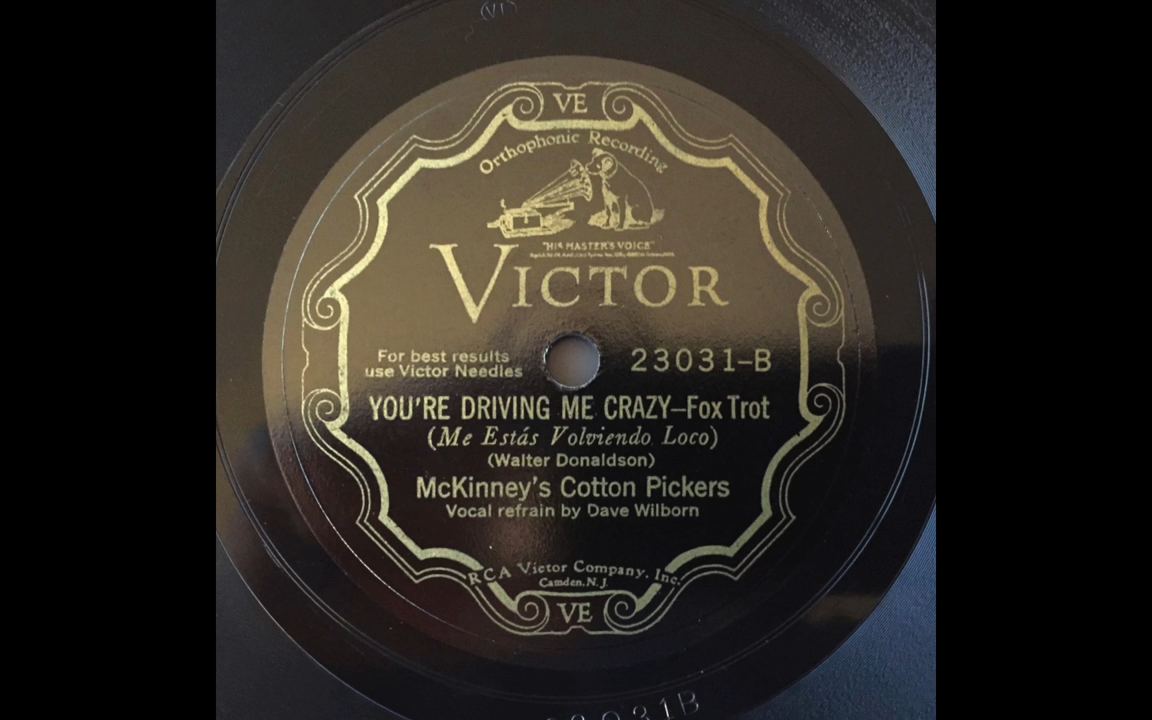 VE
Orthophonic Recording
"HIS MASTER'S VOICE"
VICTOR
For best results
use Victor Needles
23031-B
YOU'RE DRIVING ME CRAZY—Fox Trot
(Me Estás Volviendo Loco)
(Walter Donaldson)
McKinney's Cotton Pickers
Vocal refrain by Dave Wilborn
RCA Victor Company, Inc.
Camden, N. J.
VE